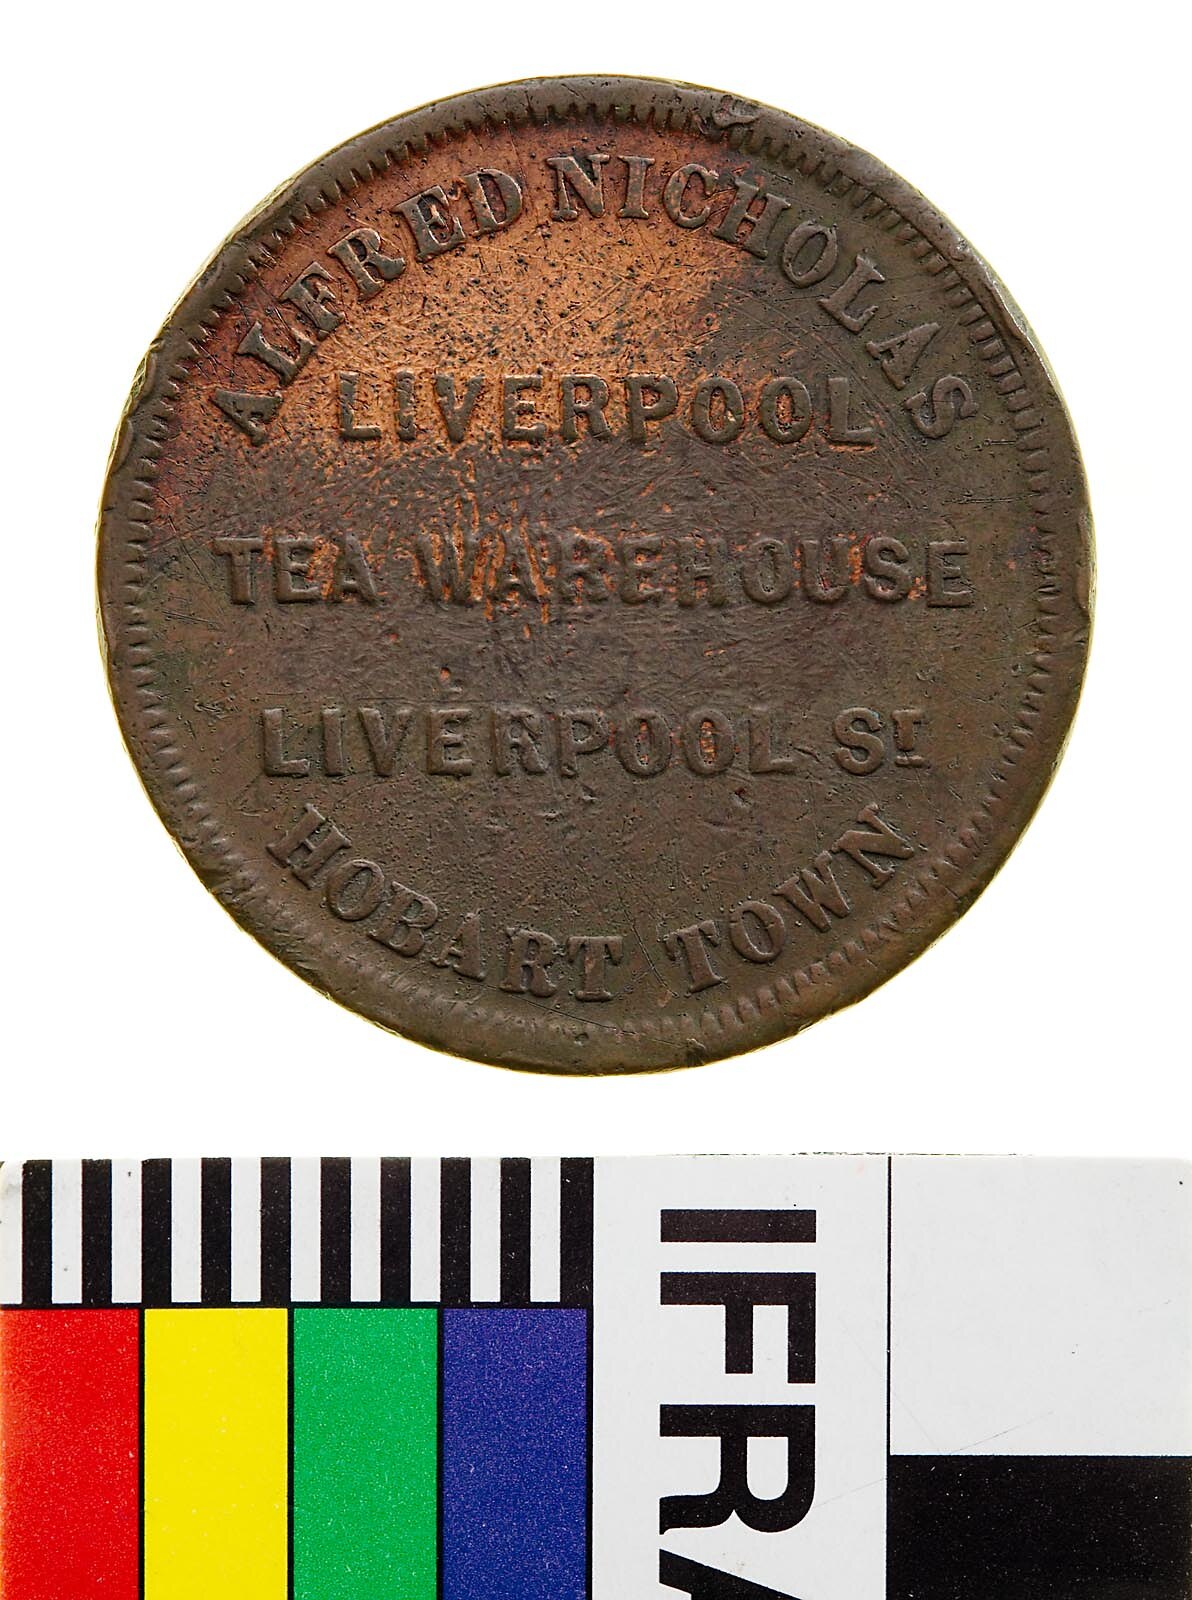 ALFRED NICHOLAS
LIVERPOOL
TEA WAREHOUSE
LIVERPOOL ST
HOBART TOWN
IFRA